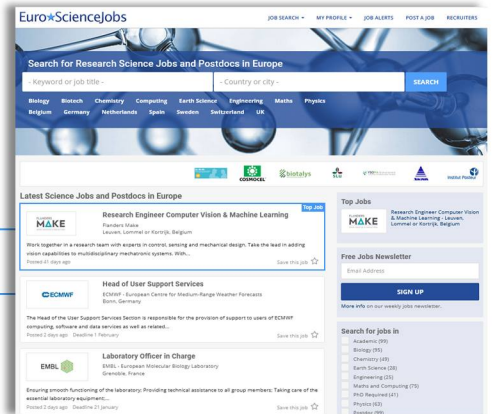 Euro★ScienceJobs
JOB SEARCH MY PROFILE JOB ALERTS POST A JOB RECRUITERS
Search for Research Science Jobs and Postdocs in Europe
- Keyword or job title -
- Country or city -
SEARCH
Biology Biotech Chemistry Computing Earth Science Engineering Maths Physics
Belgium Germany Netherlands Spain Sweden Switzerland UK
COSMOCEL biotalys SLU Institut Pasteur
Latest Science Jobs and Postdocs in Europe
Top Job
FLANDERS MAKE
Research Engineer Computer Vision & Machine Learning
Flanders Make
Leuven, Lommel or Kortrijk, Belgium
Work together in a research team with experts in control, sensing and mechanical design. Take the lead in adding
vision capabilities to multidisciplinary mechatronic systems. With...
Posted 41 days ago
Save this job
ECMWF
Head of User Support Services
ECMWF - European Centre for Medium-Range Weather Forecasts
Bonn, Germany
The Head of the User Support Services Section is responsible for the provision of support to users of ECMWF
computing, software and data services as well as related...
Posted 2 days ago Deadline 1 February
Save this job
EMBL
Laboratory Officer in Charge
EMBL - European Molecular Biology Laboratory
Grenoble, France
Ensuring smooth functioning of the laboratory; Providing technical assistance to all group members; Taking care of the
essential laboratory equipment;...
Posted 2 days ago Deadline 21 January
Save this job
Top Jobs
FLANDERS MAKE
Research Engineer Computer Vision
& Machine Learning - Leuven,
Lommel or Kortrijk, Belgium
Free Jobs Newsletter
Email Address
SIGN UP
More info on our weekly jobs newsletter.
Search for jobs in
Academic (99)
Biology (95)
Chemistry (49)
Earth Science (28)
Engineering (25)
Maths and Computing (75)
PhD Required (41)
Physics (63)
Postdoc (99)